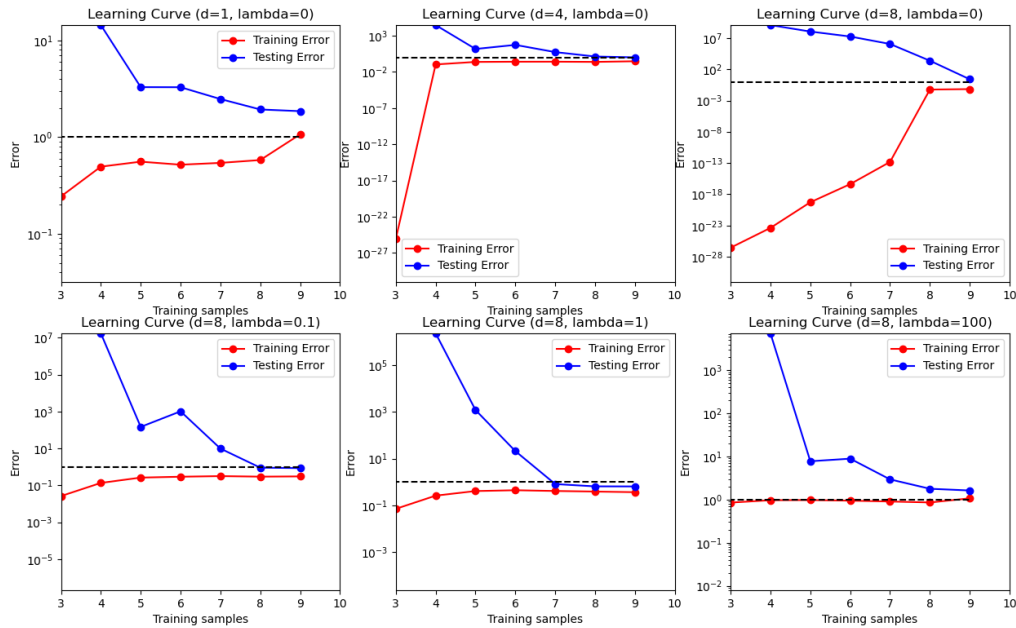 Learning Curve (d=1, lambda=0)
Training Error
Testing Error
10^1
10^0
10^-1
Error
3 4 5 6 7 8 9 10
Training samples
Learning Curve (d=4, lambda=0)
10^3
10^-2
10^-7
10^-12
10^-17
10^-22
10^-27
Error
Training Error
Testing Error
3 4 5 6 7 8 9 10
Training samples
Learning Curve (d=8, lambda=0)
10^7
10^2
10^-3
10^-8
10^-13
10^-18
10^-23
10^-28
Error
Training Error
Testing Error
3 4 5 6 7 8 9 10
Training samples
Learning Curve (d=8, lambda=0.1)
Training Error
Testing Error
10^7
10^5
10^3
10^1
10^-1
10^-3
10^-5
Error
3 4 5 6 7 8 9 10
Training samples
Learning Curve (d=8, lambda=1)
Training Error
Testing Error
10^5
10^3
10^1
10^-1
10^-3
Error
3 4 5 6 7 8 9 10
Training samples
Learning Curve (d=8, lambda=100)
Training Error
Testing Error
10^3
10^2
10^1
10^0
10^-1
10^-2
Error
3 4 5 6 7 8 9 10
Training samples